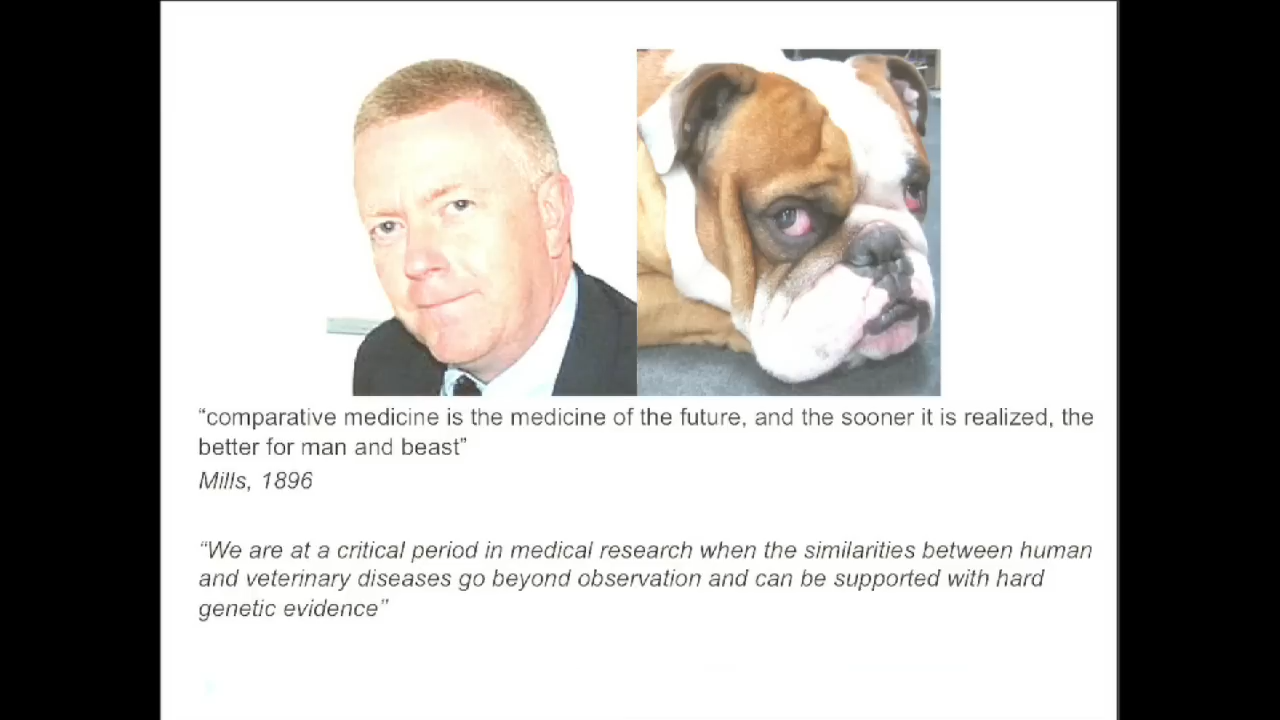 “comparative medicine is the medicine of the future, and the sooner it is realized, the
better for man and beast”
Mills, 1896
“We are at a critical period in medical research when the similarities between human
and veterinary diseases go beyond observation and can be supported with hard
genetic evidence”